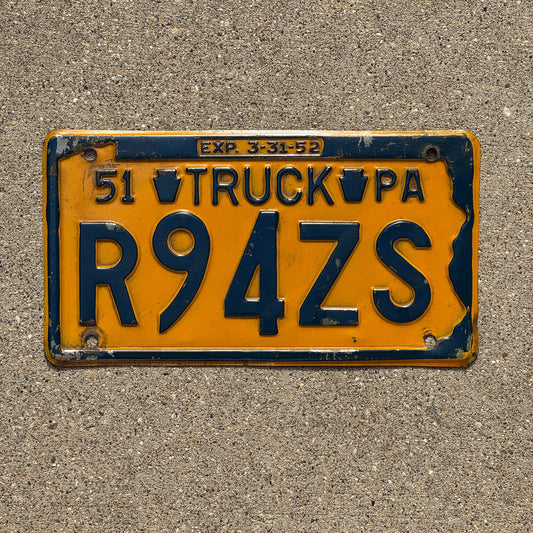 EXP. 3-31-52
51 TRUCK PA
R94ZS